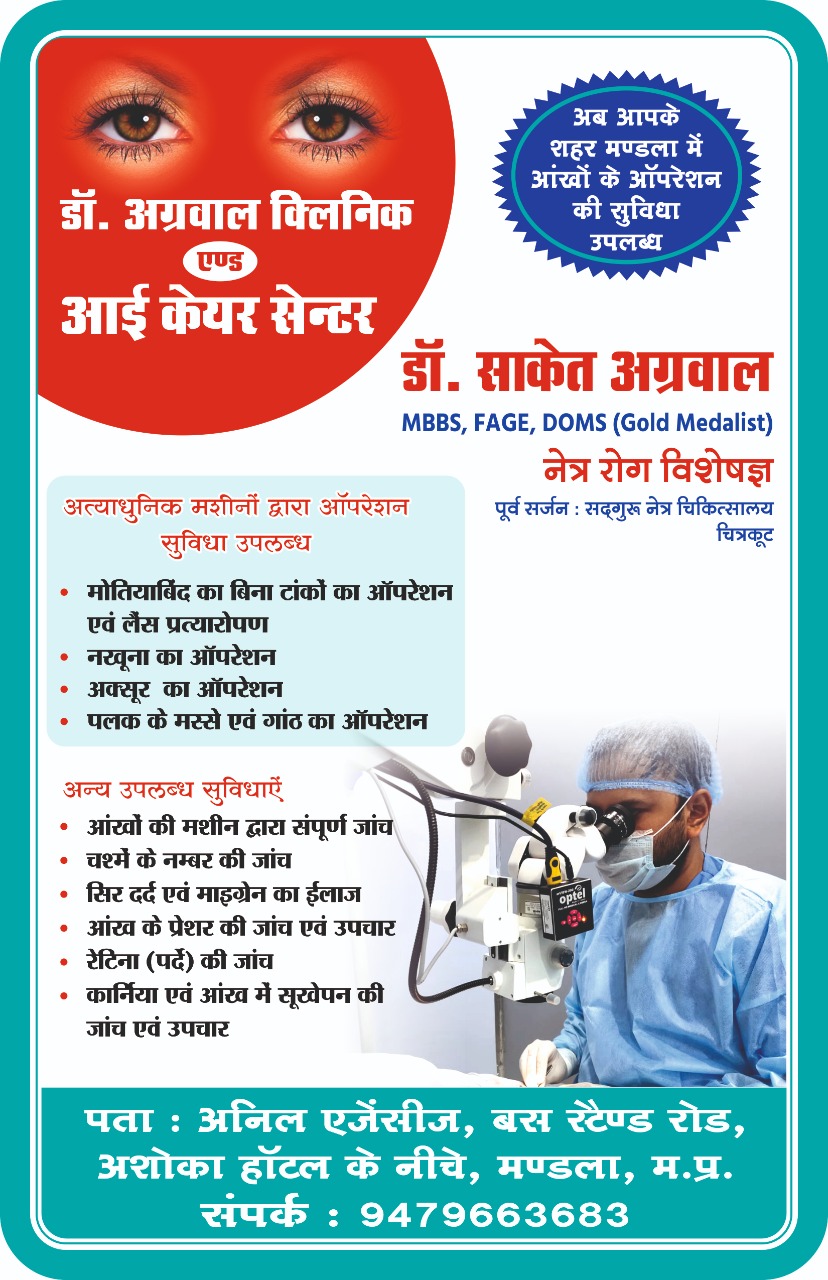 डॉ. अग्रवाल क्लिनिक
एण्ड
आई केयर सेन्टर
अब आपके
शहर मण्डला में
आंखों के ऑपरेशन
की सुविधा
उपलब्ध
डॉ. साकेत अग्रवाल
MBBS, FAGE, DOMS (Gold Medalist)
नेत्र रोग विशेषज्ञ
पूर्व सर्जन : सद्गुरू नेत्र चिकित्सालय
चित्रकूट
अत्याधुनिक मशीनों द्वारा ऑपरेशन
सुविधा उपलब्ध
• मोतियाबिंद का बिना टांकों का ऑपरेशन
एवं लैंस प्रत्यारोपण
• नखूना का ऑपरेशन
• अक्सूर का ऑपरेशन
• पलक के मस्से एवं गांठ का ऑपरेशन
अन्य उपलब्ध सुविधाऐं
• आंखों की मशीन द्वारा संपूर्ण जांच
• चश्में के नम्बर की जांच
• सिर दर्द एवं माइग्रेन का ईलाज
• आंख के प्रेशर की जांच एवं उपचार
• रेटिना (पर्दे) की जांच
• कार्निया एवं आंख में सूखेपन की
जांच एवं उपचार
optel
पता : अनिल एजेंसीज, बस स्टैण्ड रोड,
अशोका हॉटल के नीचे, मण्डला, म.प्र.
संपर्क : 9479663683